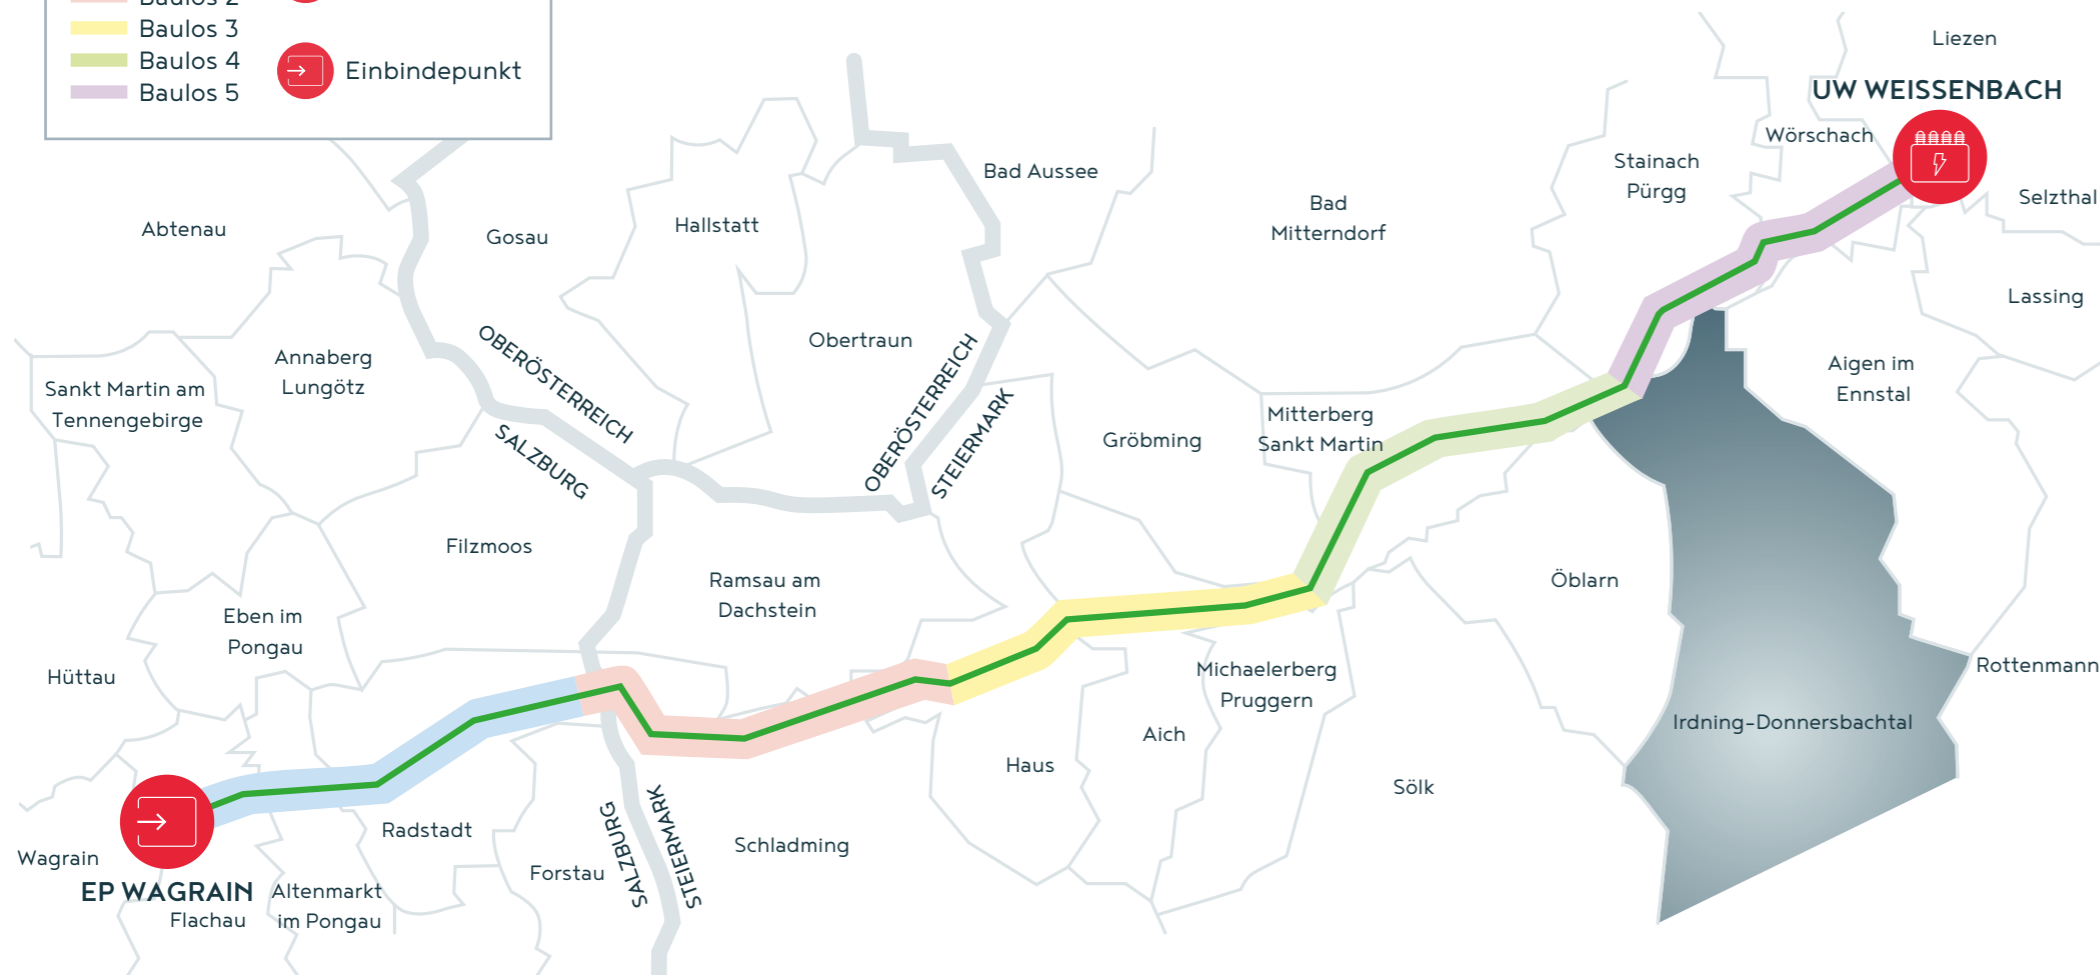 Baulos 2
Baulos 3
Baulos 4
Baulos 5
Einbindepunkt
Liezen
UW WEISSENBACH
Wörschach
Stainach
Pürgg
Selzthal
Bad Aussee
Bad
Mitterndorf
Abtenau
Gosau
Hallstatt
Lassing
Obertraun
OBERÖSTERREICH
SALZBURG
OBERÖSTERREICH
STEIERMARK
Annaberg
Lungötz
Sankt Martin am
Tennengebirge
Aigen im
Ennstal
Gröbming
Mitterberg
Sankt Martin
Filzmoos
Ramsau am
Dachstein
Öblarn
Eben im
Pongau
Hüttau
Michaelerberg
Pruggern
Rottenmann
Irdning-Donnersbachtal
Aich
Haus
Sölk
Radstadt
Schladming
SALZBURG
STEIERMARK
Wagrain
Forstau
EP WAGRAIN
Flachau
Altenmarkt
im Pongau